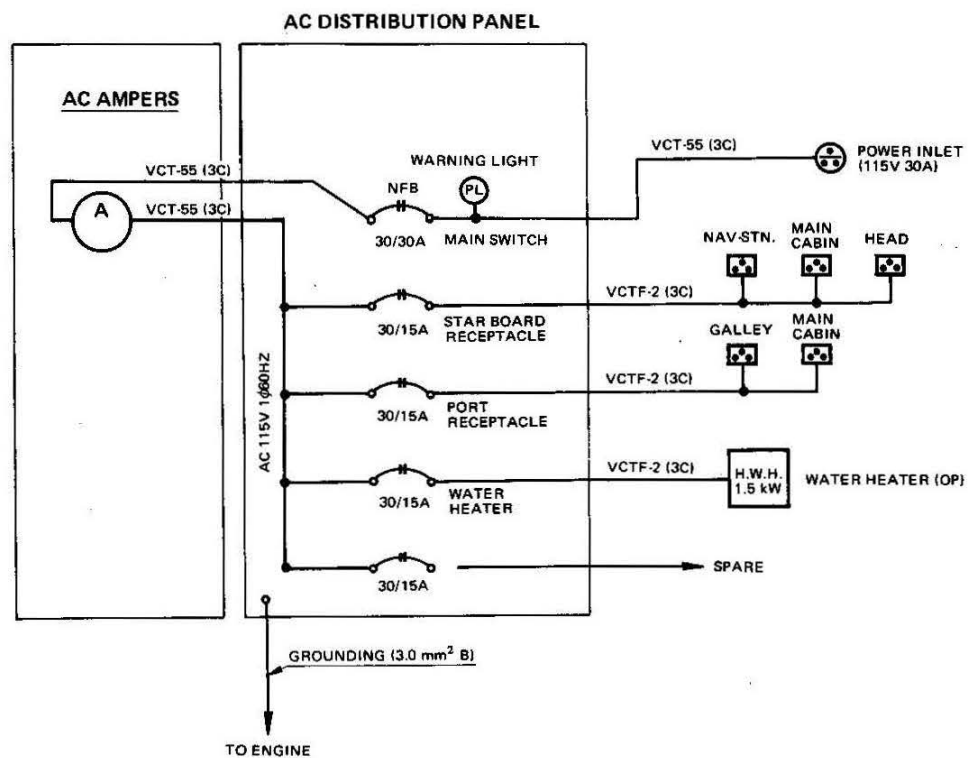 AC DISTRIBUTION PANEL
AC AMPERS
VCT-55 (3C)
A
VCT-55 (3C)
WARNING LIGHT
PL
NFB
30/30A
MAIN SWITCH
VCT-55 (3C)
POWER INLET
(115V 30A)
NAV-STN.
MAIN
CABIN
HEAD
VCTF-2 (3C)
30/15A
STAR BOARD
RECEPTACLE
GALLEY
MAIN
CABIN
VCTF-2 (3C)
30/15A
PORT
RECEPTACLE
AC 115V 1ϕ60HZ
VCTF-2 (3C)
30/15A
WATER
HEATER
H.W.H.
1.5 kW
WATER HEATER (OP)
30/15A
SPARE
GROUNDING (3.0 mm² B)
TO ENGINE